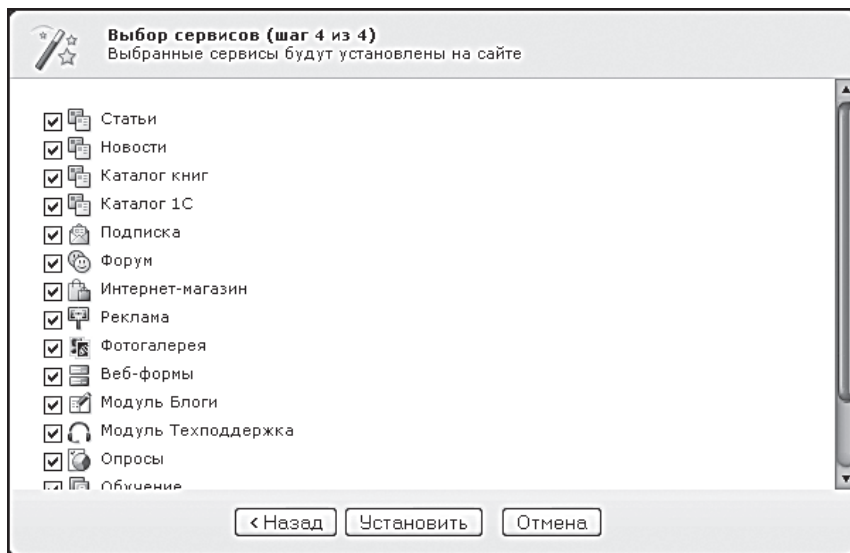 Выбор сервисов (шаг 4 из 4)
Выбранные сервисы будут установлены на сайте
Статьи
Новости
Каталог книг
Каталог 1С
Подписка
Форум
Интернет-магазин
Реклама
Фотогалерея
Веб-формы
Модуль Блоги
Модуль Техподдержка
Опросы
Обучение
< Назад Установить Отмена